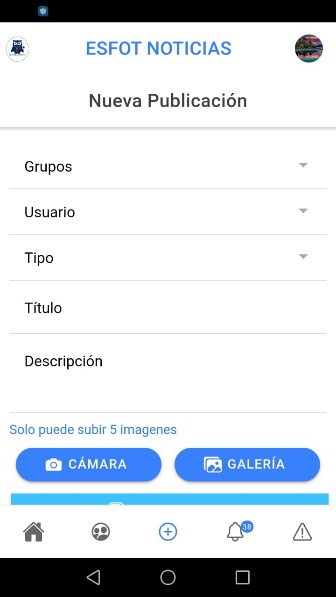 ESFOT NOTICIAS
Nueva Publicación
Grupos
Usuario
Tipo
Título
Descripción
Solo puede subir 5 imagenes
CÁMARA
GALERÍA
38